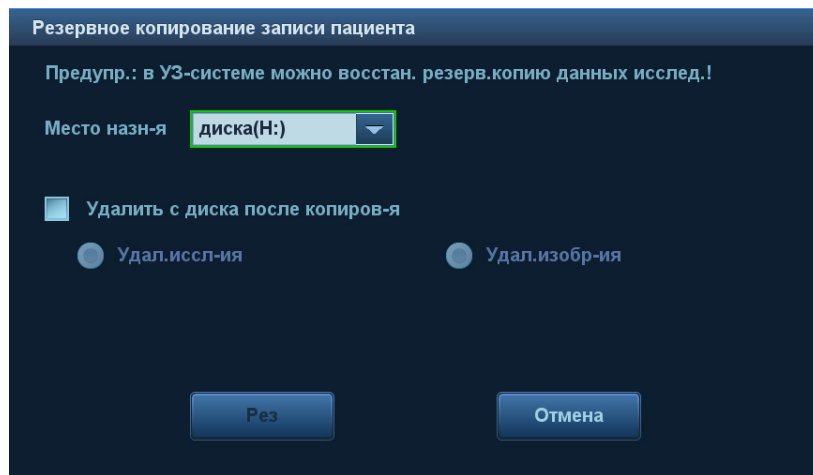 Резервное копирование записи пациента
Предупр.: в УЗ-системе можно восстан. резерв.копию данных исслед.!
Место назн-я диска(H:)
Удалить с диска после копиров-я
Удал.иссл-ия Удал.изобр-ия
Рез Отмена